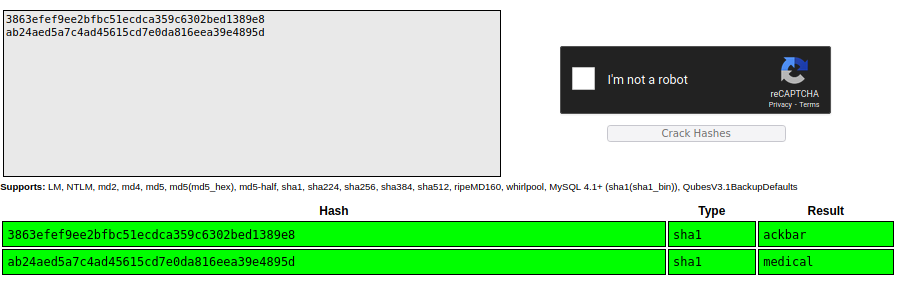 3863efef9ee2bfbc51ecdca359c6302bed1389e8
ab24aed5a7c4ad45615cd7e0da816eea39e4895d
I'm not a robot
reCAPTCHA
Privacy - Terms
Crack Hashes
Supports: LM, NTLM, md2, md4, md5, md5(md5_hex), md5-half, sha1, sha224, sha256, sha384, sha512, ripeMD160, whirlpool, MySQL 4.1+ (sha1(sha1_bin)), QubesV3.1BackupDefaults
Hash Type Result
3863efef9ee2bfbc51ecdca359c6302bed1389e8 sha1 ackbar
ab24aed5a7c4ad45615cd7e0da816eea39e4895d sha1 medical